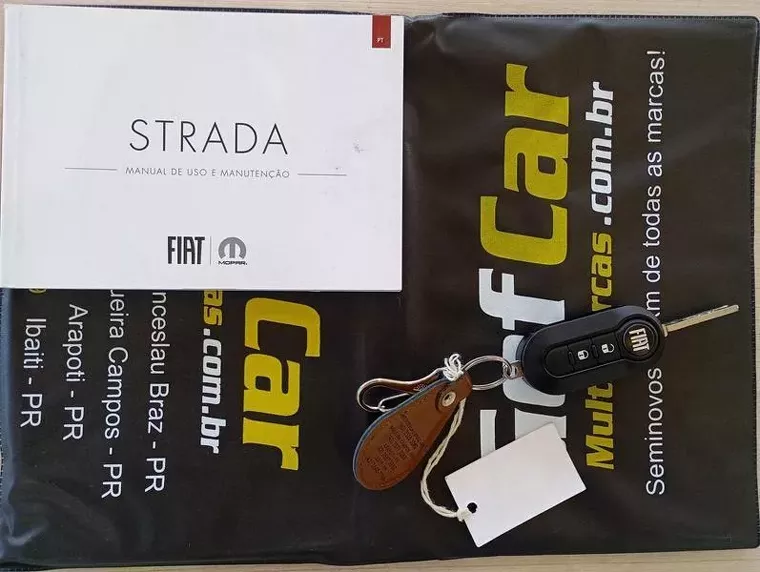 PT
STRADA
MANUAL DE USO E MANUTENÇÃO
FIAT
MOPAR
Car
.com.br
Seminovos
m de todas as marcas!
Mult
rcas
FIAT
Car
as.com.br
nceslau Braz - PR
ueira Campos - PR
Arapoti - PR
Ibaiti - PR